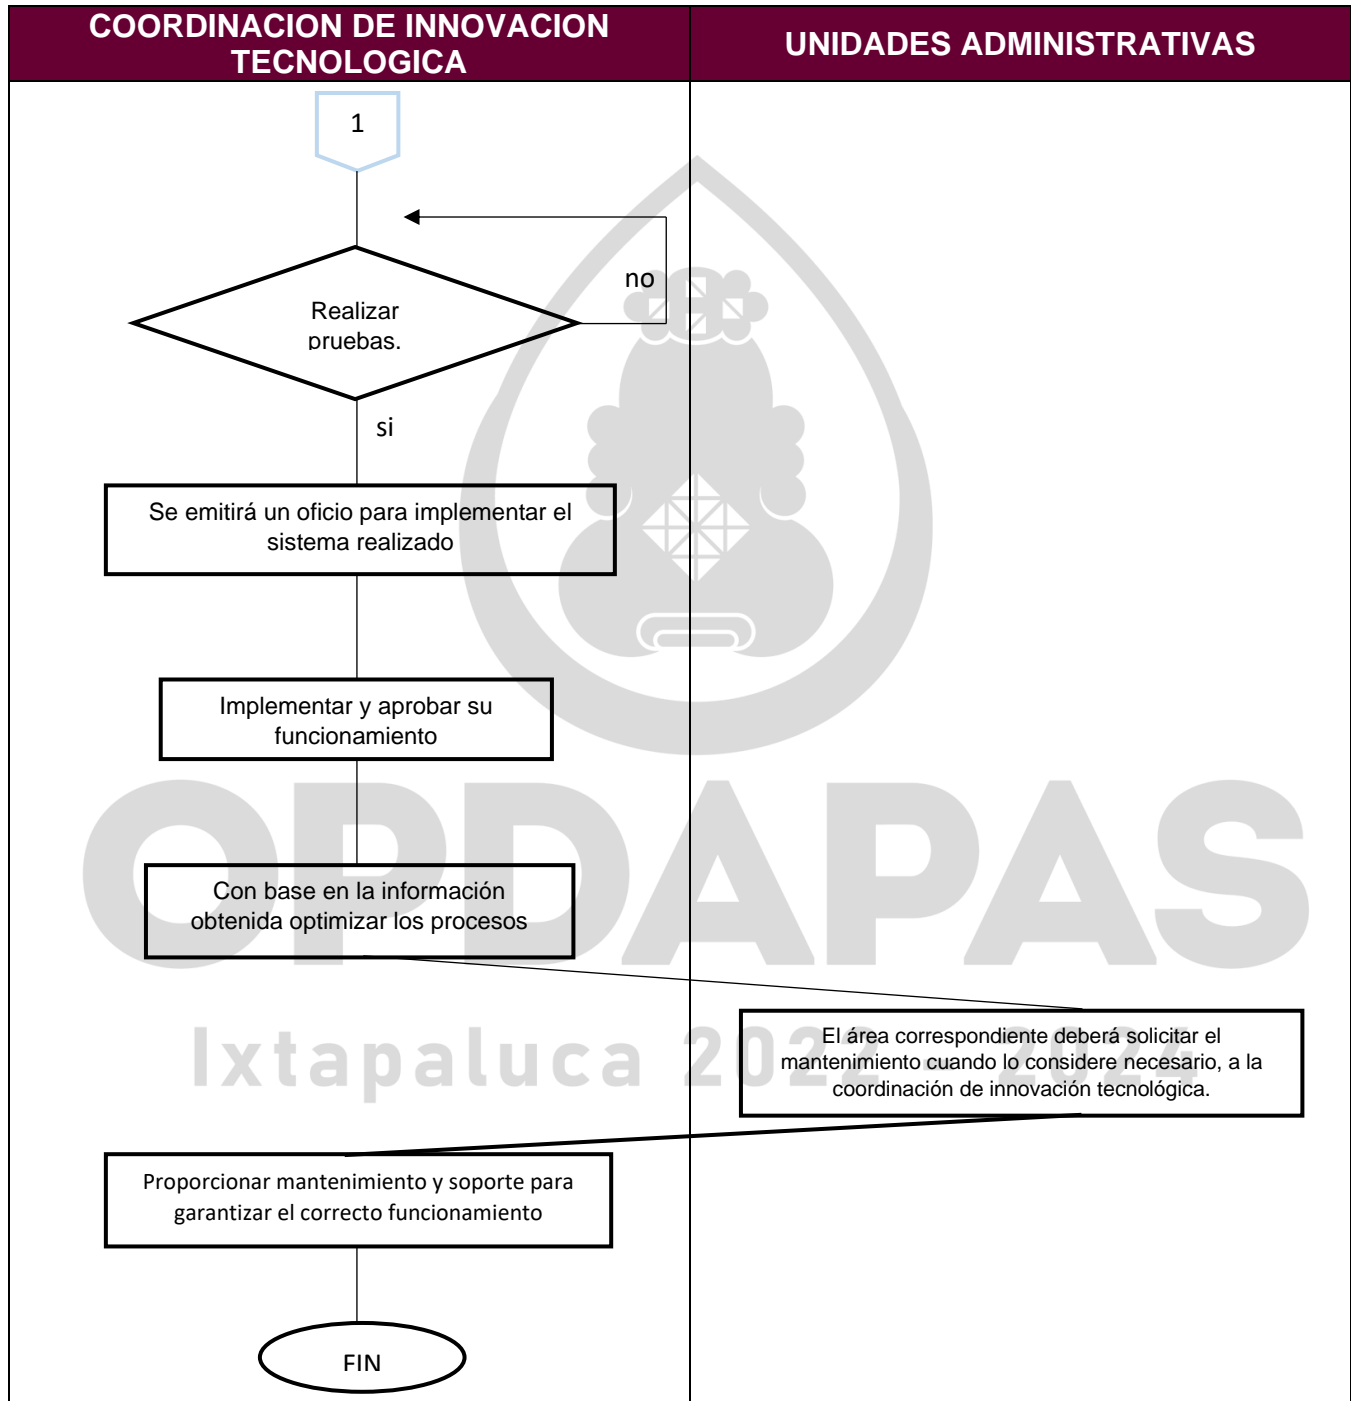 COORDINACION DE INNOVACION
TECNOLOGICA
UNIDADES ADMINISTRATIVAS
1
no
Realizar
pruebas.
si
Se emitirá un oficio para implementar el
sistema realizado
Implementar y aprobar su
funcionamiento
OPDAPAS
Con base en la información
obtenida optimizar los procesos
Ixtapaluca 2022 - 2024
El área correspondiente deberá solicitar el
mantenimiento cuando lo considere necesario, a la
coordinación de innovación tecnológica.
Proporcionar mantenimiento y soporte para
garantizar el correcto funcionamiento
FIN